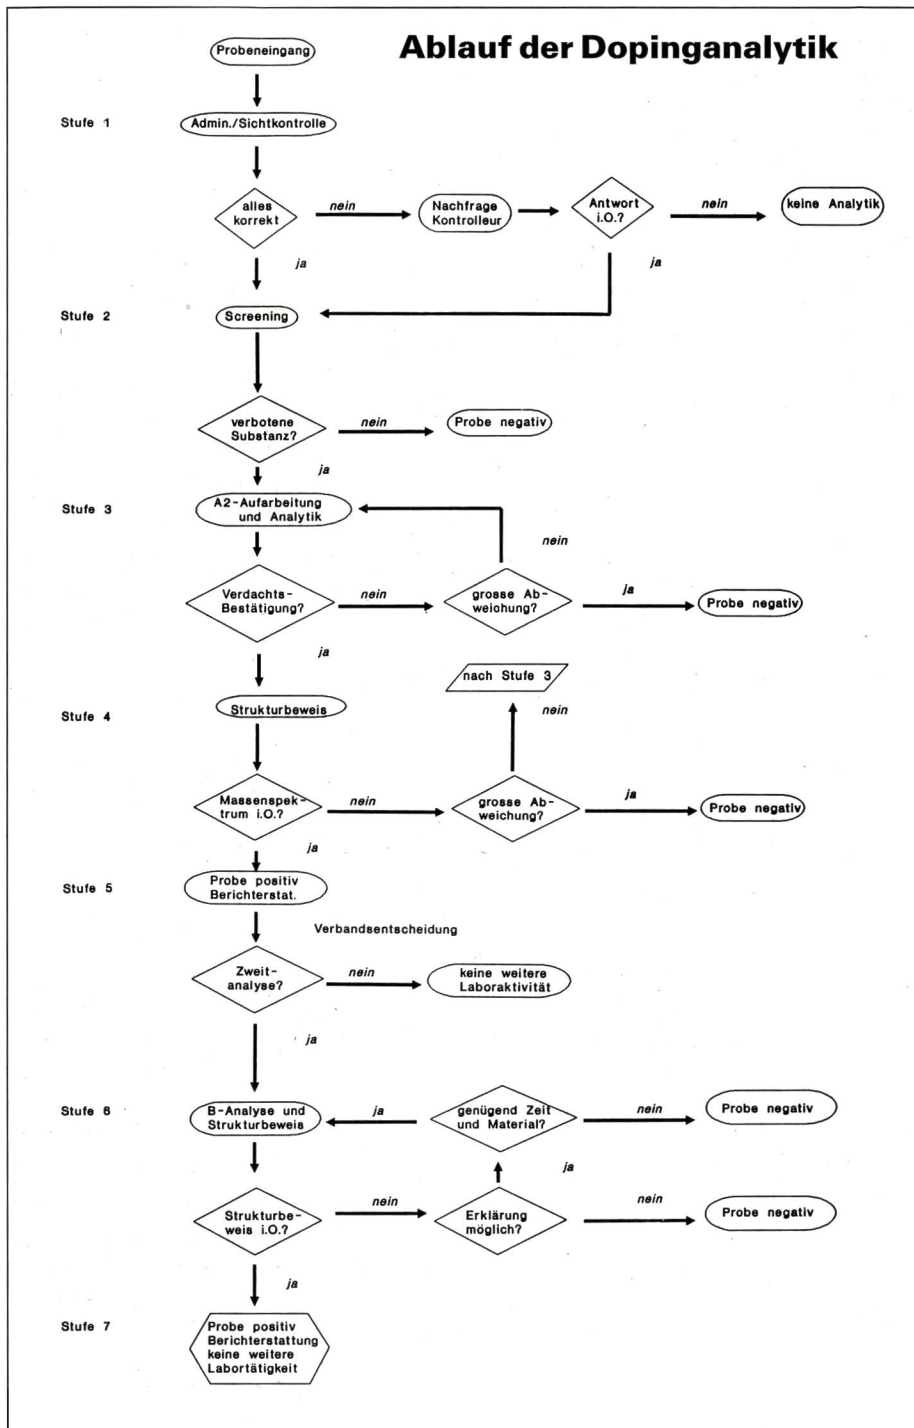 Ablauf der Dopinganalytik
Probeneingang
Stufe 1
Admin./Sichtkontrolle
alles
korrekt
nein
Nachfrage
Kontrolleur
Antwort
i.O.?
nein
keine Analytik
ja
ja
Stufe 2
Screening
verbotene
Substanz?
nein
Probe negativ
ja
Stufe 3
A2-Aufarbeitung
und Analytik
nein
Verdachts-
Bestätigung?
nein
grosse Ab-
weichung?
ja
Probe negativ
ja
nach Stufe 3
Stufe 4
Strukturbeweis
nein
Massenspek-
trum i.O.?
nein
grosse Ab-
weichung?
ja
Probe negativ
ja
Stufe 5
Probe positiv
Berichterstat.
Verbandsentscheidung
Zweit-
analyse?
nein
keine weitere
Laboraktivität
ja
Stufe 6
B-Analyse und
Strukturbeweis
ja
genügend Zeit
und Material?
nein
Probe negativ
ja
Strukturbe-
weis i.O.?
nein
Erklärung
möglich?
nein
Probe negativ
ja
Stufe 7
Probe positiv
Berichterstattung
keine weitere
Labortätigkeit